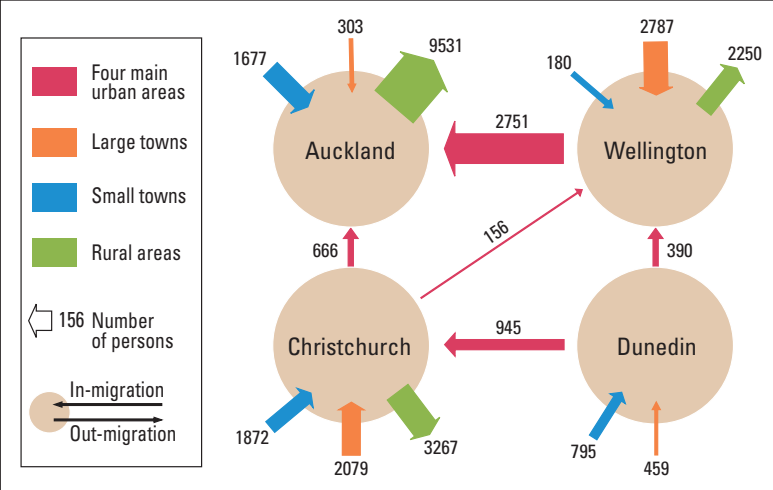 Four main
urban areas
Large towns
Small towns
Rural areas
156 Number
of persons
In-migration
Out-migration
303
1677
9531
2787
180
2250
Auckland
2751
Wellington
666
156
390
Christchurch
945
Dunedin
1872
2079
3267
795
459